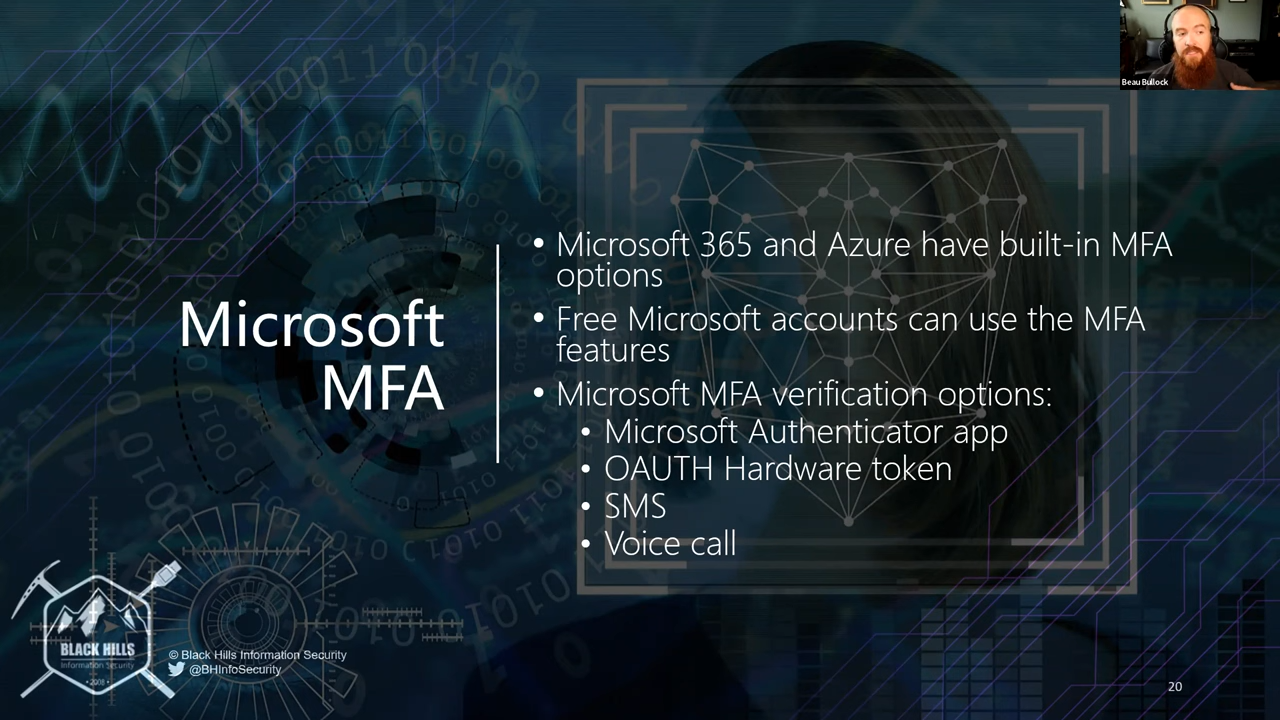 Beau Bullock
Microsoft
MFA
• Microsoft 365 and Azure have built-in MFA
options
• Free Microsoft accounts can use the MFA
features
• Microsoft MFA verification options:
• Microsoft Authenticator app
• OAUTH Hardware token
• SMS
• Voice call
BLACK HILLS
Information Security
• 2008 •
© Black Hills Information Security
@BHInfoSecurity
20